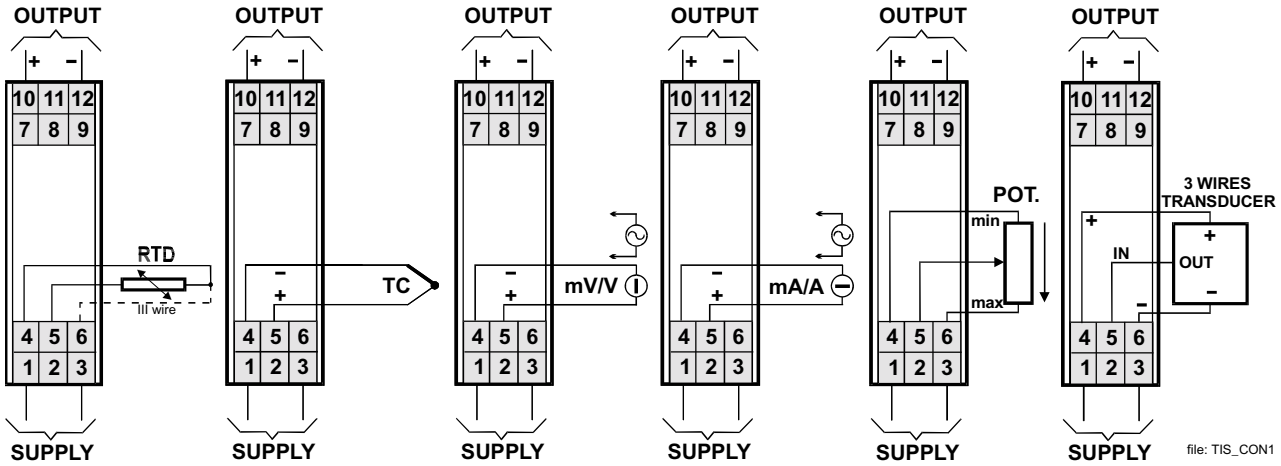 OUTPUT OUTPUT OUTPUT OUTPUT OUTPUT OUTPUT
+ − + − + − + − + − + −
10 11 12 10 11 12 10 11 12 10 11 12 10 11 12 10 11 12
7 8 9 7 8 9 7 8 9 7 8 9 7 8 9 7 8 9
RTD
III wire
−
+
TC
−
+
mV/V
−
+
mA/A
POT.
min
max
3 WIRES
TRANSDUCER
+ +
IN OUT
− −
4 5 6 4 5 6 4 5 6 4 5 6 4 5 6 4 5 6
1 2 3 1 2 3 1 2 3 1 2 3 1 2 3 1 2 3
SUPPLY SUPPLY SUPPLY SUPPLY SUPPLY SUPPLY
file: TIS_CON1